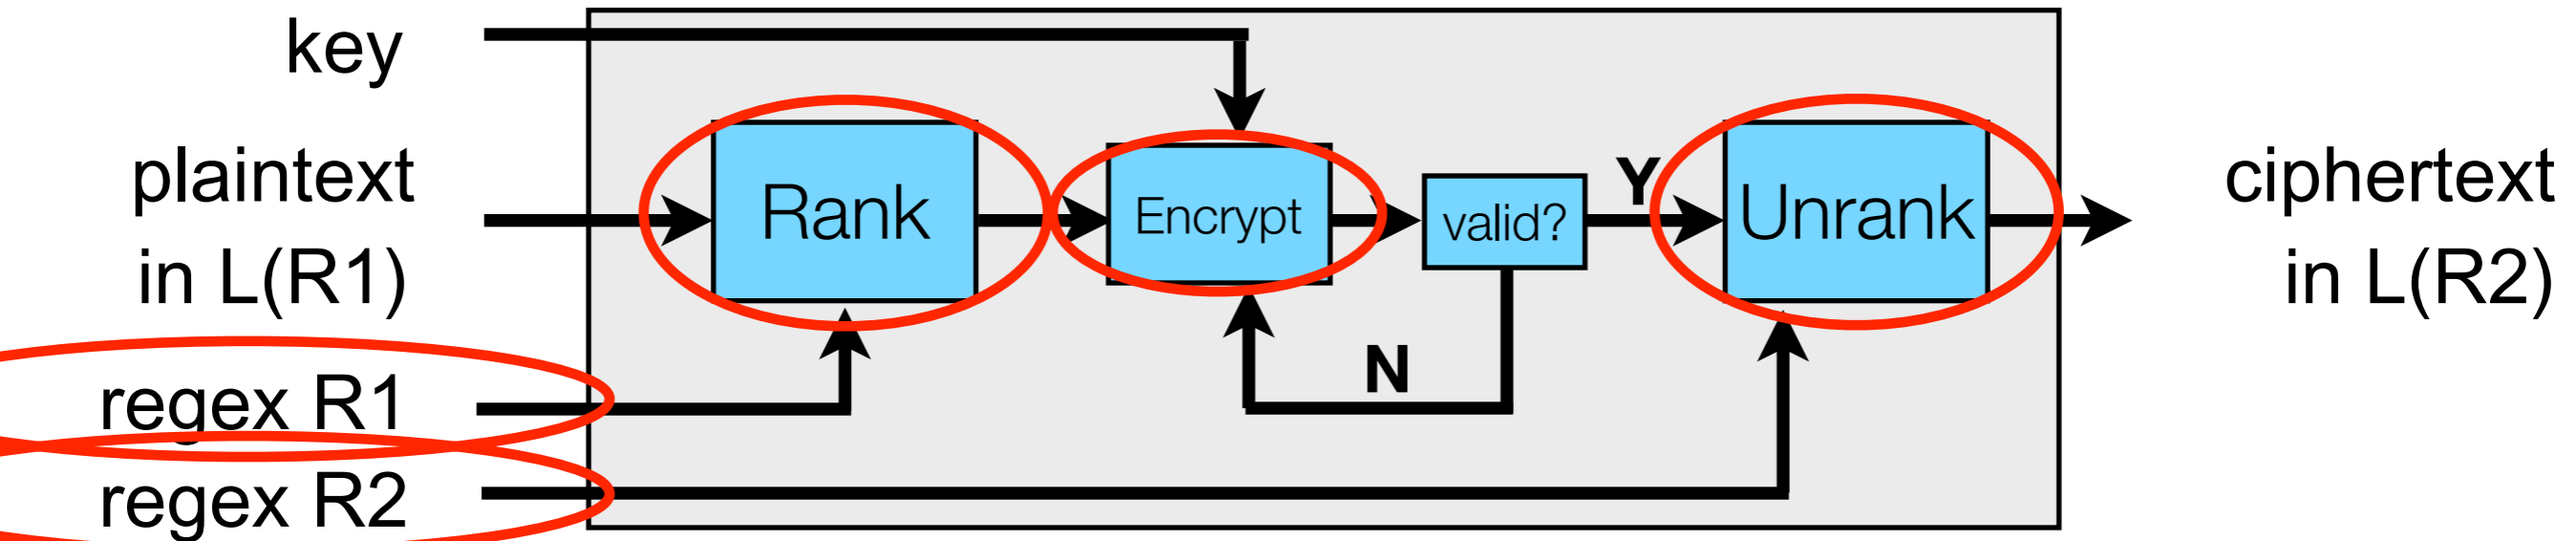 key
plaintext
in L(R1)
regex R1
regex R2
Rank
Encrypt
valid?
Y
N
Unrank
ciphertext
in L(R2)